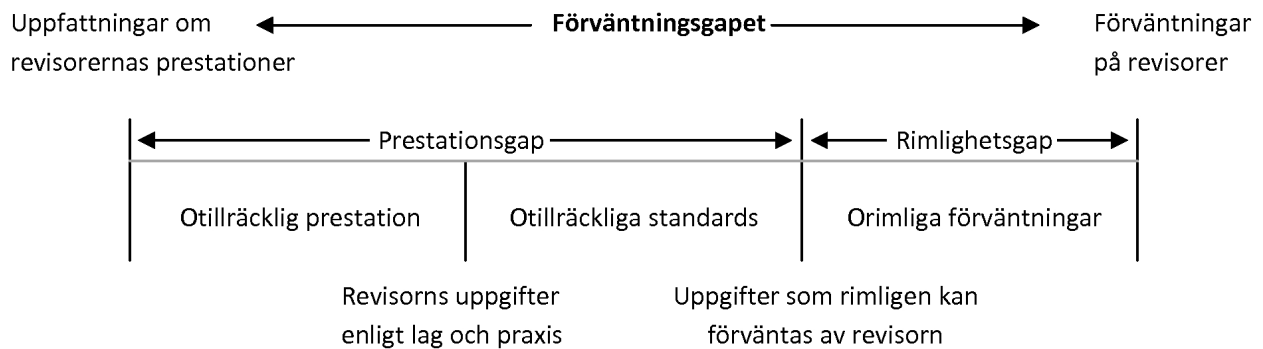 Uppfattningar om
revisorernas prestationer
Förväntningsgapet
Förväntningar
på revisorer
Prestationsgap
Rimlighetsgap
Otillräcklig prestation
Otillräckliga standards
Orimliga förväntningar
Revisorns uppgifter
enligt lag och praxis
Uppgifter som rimligen kan
förväntas av revisorn